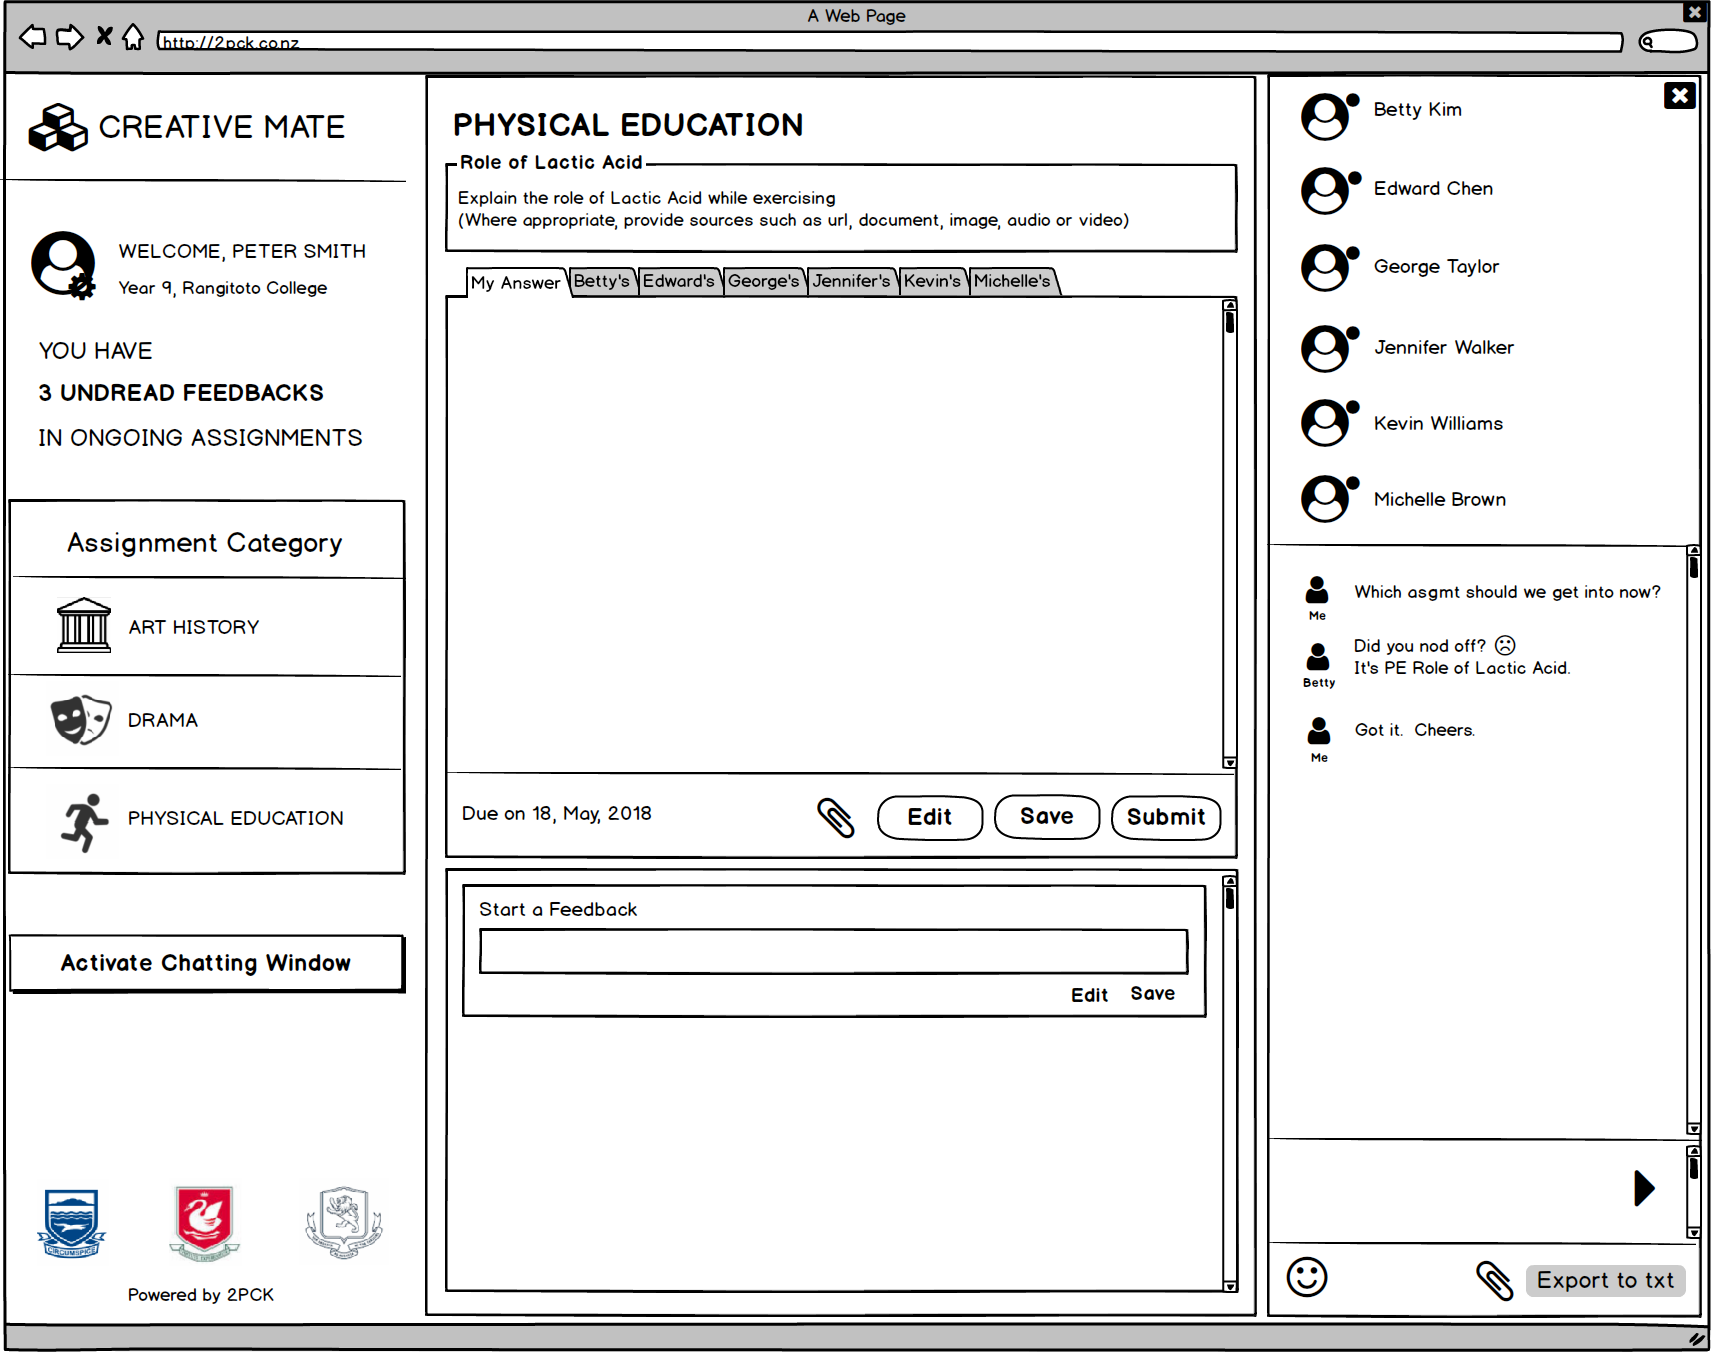 A Web Page
http://2pck.co.nz
CREATIVE MATE
WELCOME, PETER SMITH
Year 9, Rangitoto College
YOU HAVE
3 UNDREAD FEEDBACKS
IN ONGOING ASSIGNMENTS
Assignment Category
ART HISTORY
DRAMA
PHYSICAL EDUCATION
Activate Chatting Window
CIRCUMSPICE
Powered by 2PCK
PHYSICAL EDUCATION
Role of Lactic Acid
Explain the role of Lactic Acid while exercising
(Where appropriate, provide sources such as url, document, image, audio or video)
My Answer Betty's Edward's George's Jennifer's Kevin's Michelle's
Due on 18, May, 2018
Edit Save Submit
Start a Feedback
Edit Save
Betty Kim
Edward Chen
George Taylor
Jennifer Walker
Kevin Williams
Michelle Brown
Which asgmt should we get into now?
Me
Did you nod off?
It's PE Role of Lactic Acid.
Betty
Got it. Cheers.
Me
Export to txt